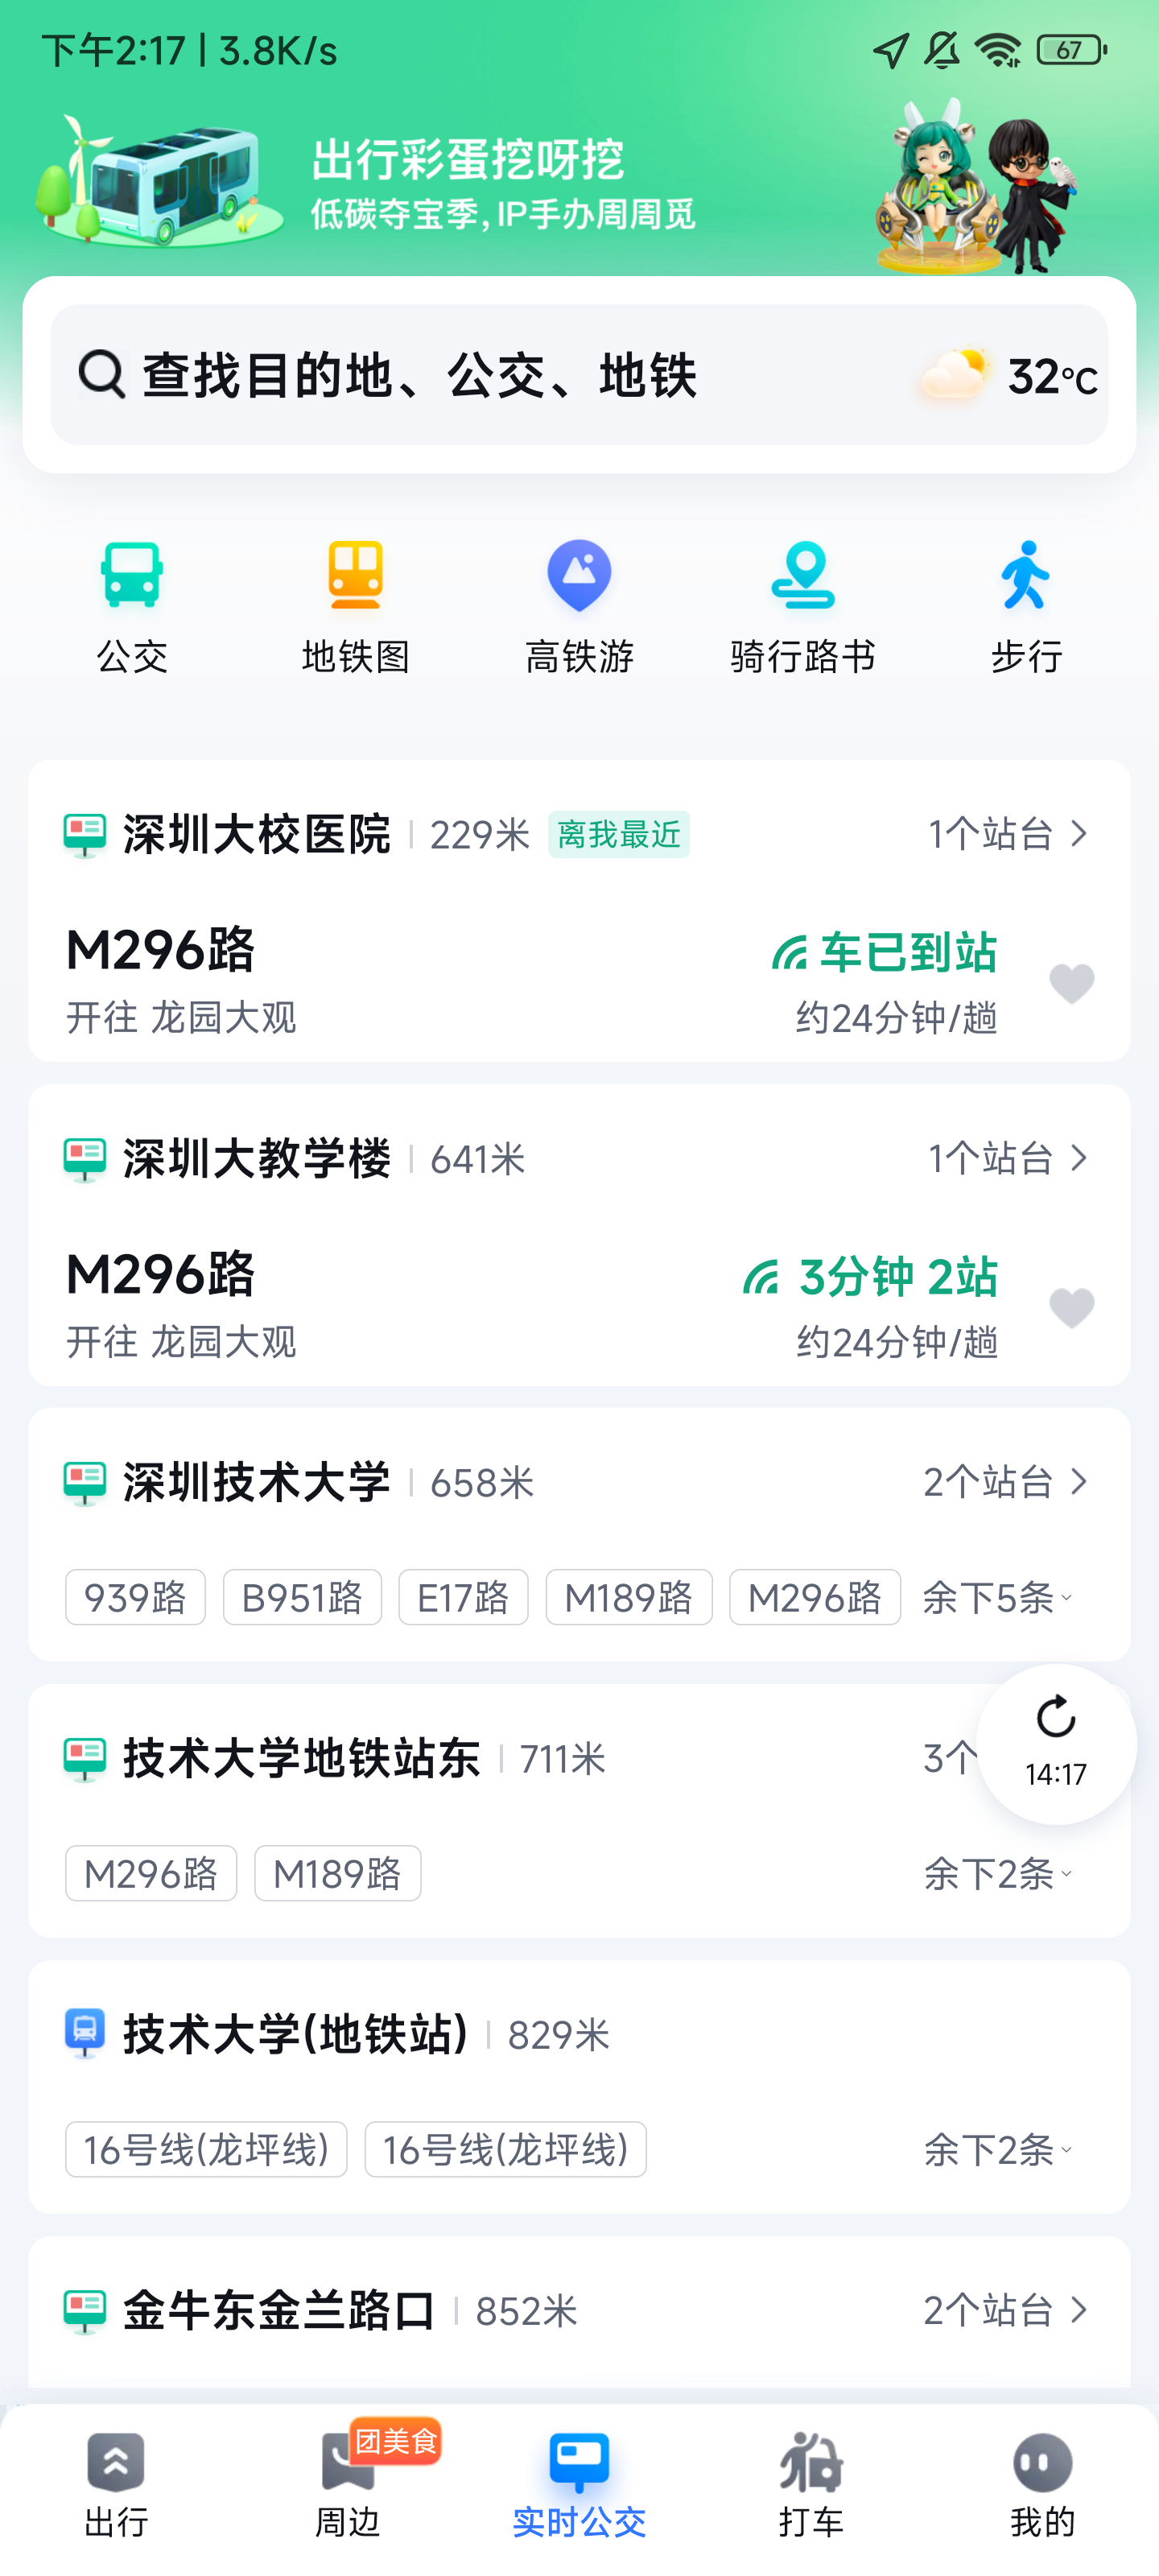 下午2:17 | 3.8K/s
67
出行彩蛋挖呀挖
低碳夺宝季,IP手办周周觅
查找目的地、公交、地铁
32°C
公交
地铁图
高铁游
骑行路书
步行
深圳大校医院 229米 离我最近 1个站台
M296路 车已到站
开往 龙园大观 约24分钟/趟
深圳大教学楼 641米 1个站台
M296路 3分钟 2站
开往 龙园大观 约24分钟/趟
深圳技术大学 658米 2个站台
939路 B951路 E17路 M189路 M296路 余下5条
技术大学地铁站东 711米 3个
14:17
M296路 M189路 余下2条
技术大学(地铁站) 829米
16号线(龙坪线) 16号线(龙坪线) 余下2条
金牛东金兰路口 852米 2个站台
团美食
出行
周边
实时公交
打车
我的